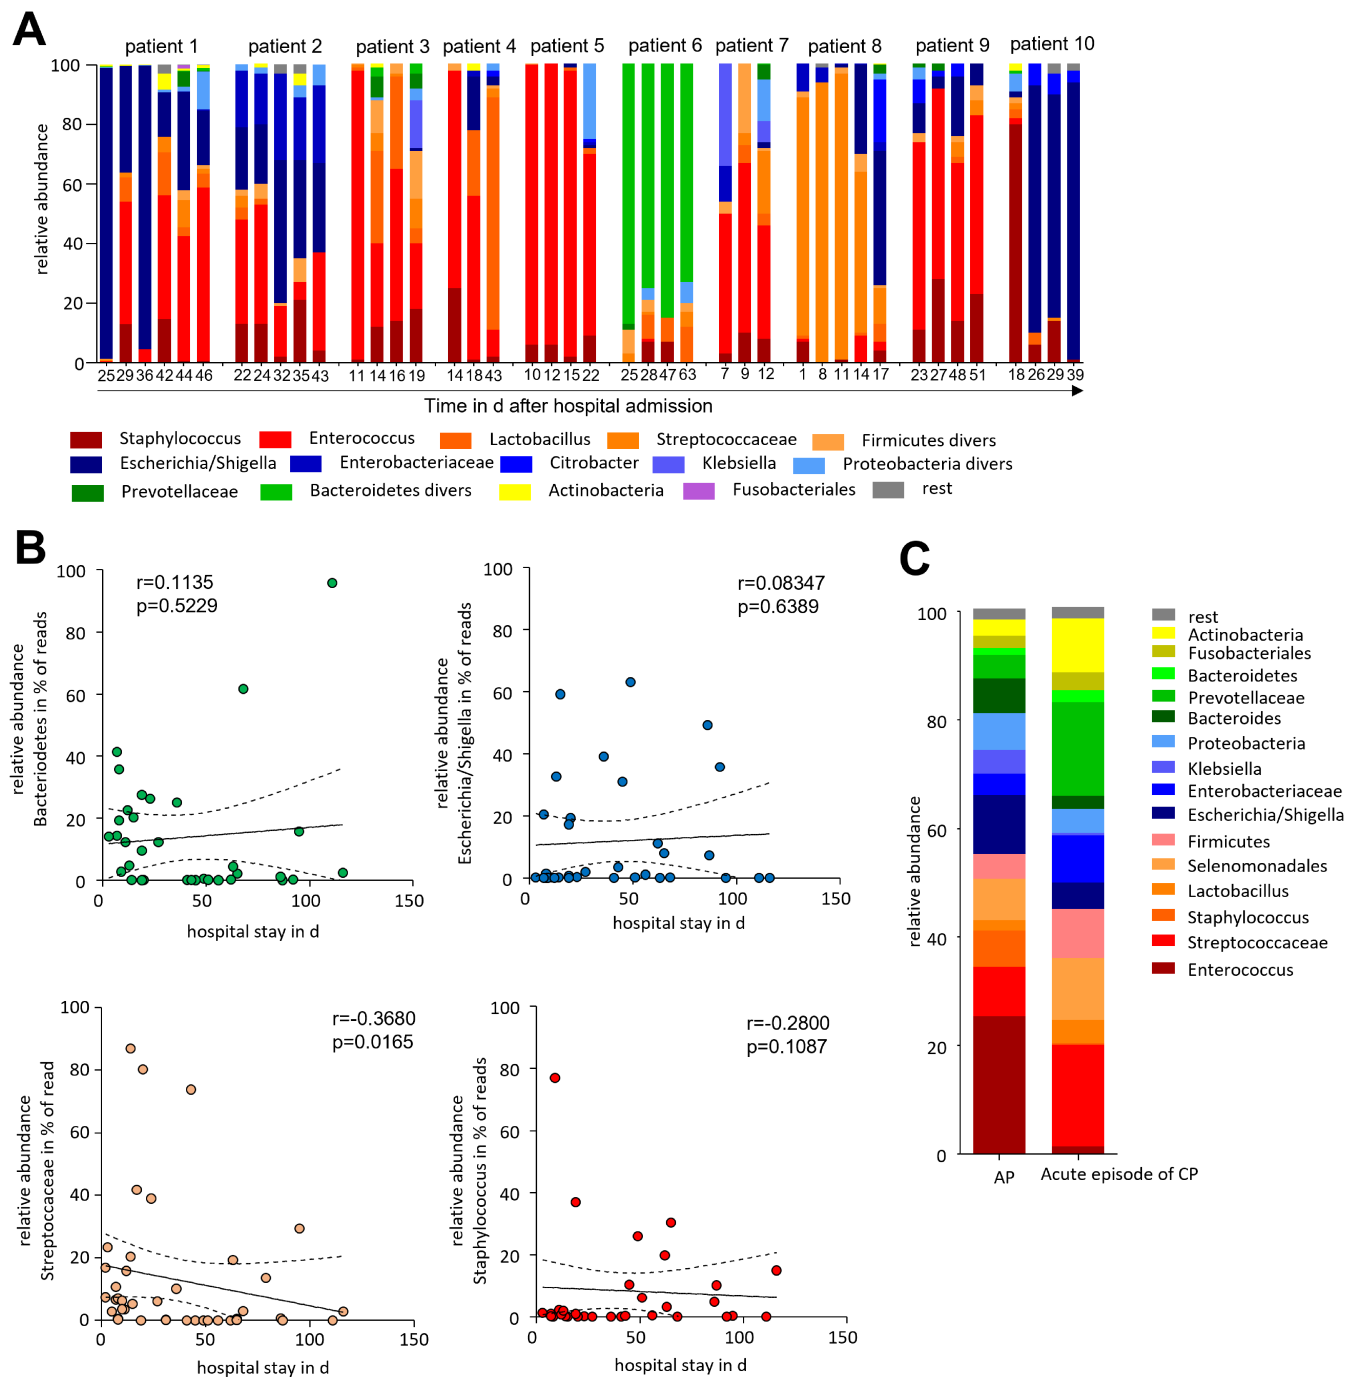 A
patient 1 patient 2 patient 3 patient 4 patient 5 patient 6 patient 7 patient 8 patient 9 patient 10
relative abundance
100
80
60
40
20
0
25 29 36 42 44 46 22 24 32 35 43 11 14 16 19 14 18 43 10 12 15 22 25 28 47 63 7 9 12 1 8 11 14 17 23 27 48 51 18 26 29 39
Time in d after hospital admission
Staphylococcus Enterococcus Lactobacillus Streptococcaceae Firmicutes divers
Escherichia/Shigella Enterobacteriaceae Citrobacter Klebsiella Proteobacteria divers
Prevotellaceae Bacteroidetes divers Actinobacteria Fusobacteriales rest
B
relative abundance
Bacteriodetes in % of reads
100
80
60
40
20
0
r=0.1135
p=0.5229
0 50 100 150
hospital stay in d
relative abundance
Escherichia/Shigella in % of reads
100
80
60
40
20
0
r=0.08347
p=0.6389
0 50 100 150
hospital stay in d
relative abundance
Streptoccaceae in % of read
100
80
60
40
20
0
r=-0.3680
p=0.0165
0 50 100 150
hospital stay in d
relative abundance
Staphylococcus in % of reads
100
80
60
40
20
0
r=-0.2800
p=0.1087
0 50 100 150
hospital stay in d
C
relative abundance
100
80
60
40
20
0
AP Acute episode of CP
rest
Actinobacteria
Fusobacteriales
Bacteroidetes
Prevotellaceae
Bacteroides
Proteobacteria
Klebsiella
Enterobacteriaceae
Escherichia/Shigella
Firmicutes
Selenomonadales
Lactobacillus
Staphylococcus
Streptococcaceae
Enterococcus